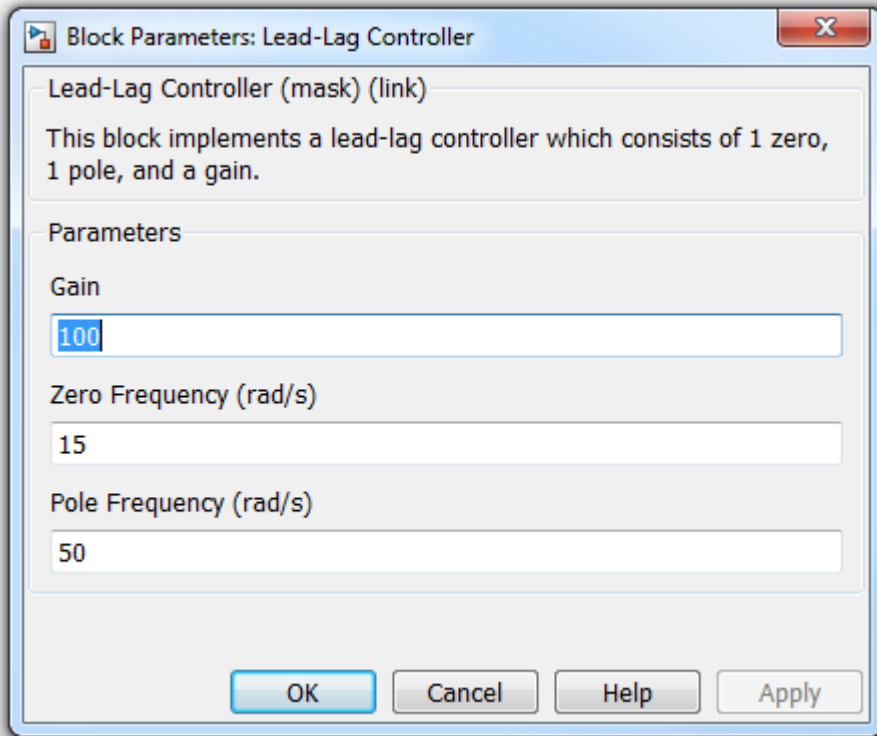 Block Parameters: Lead-Lag Controller
Lead-Lag Controller (mask) (link)
This block implements a lead-lag controller which consists of 1 zero,
1 pole, and a gain.
Parameters
Gain
100
Zero Frequency (rad/s)
15
Pole Frequency (rad/s)
50
OK Cancel Help Apply